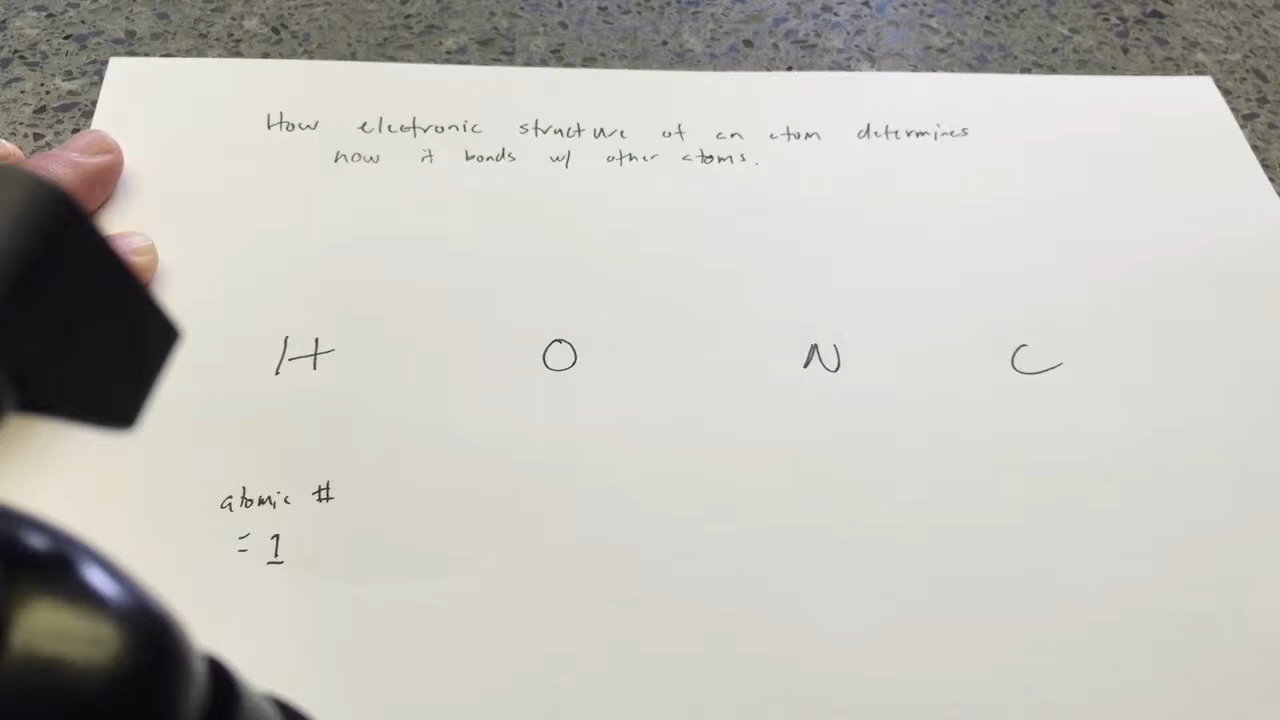 How electronic structure of an atom determines
how it bonds w/ other atoms.
H O N C
atomic #
= 1